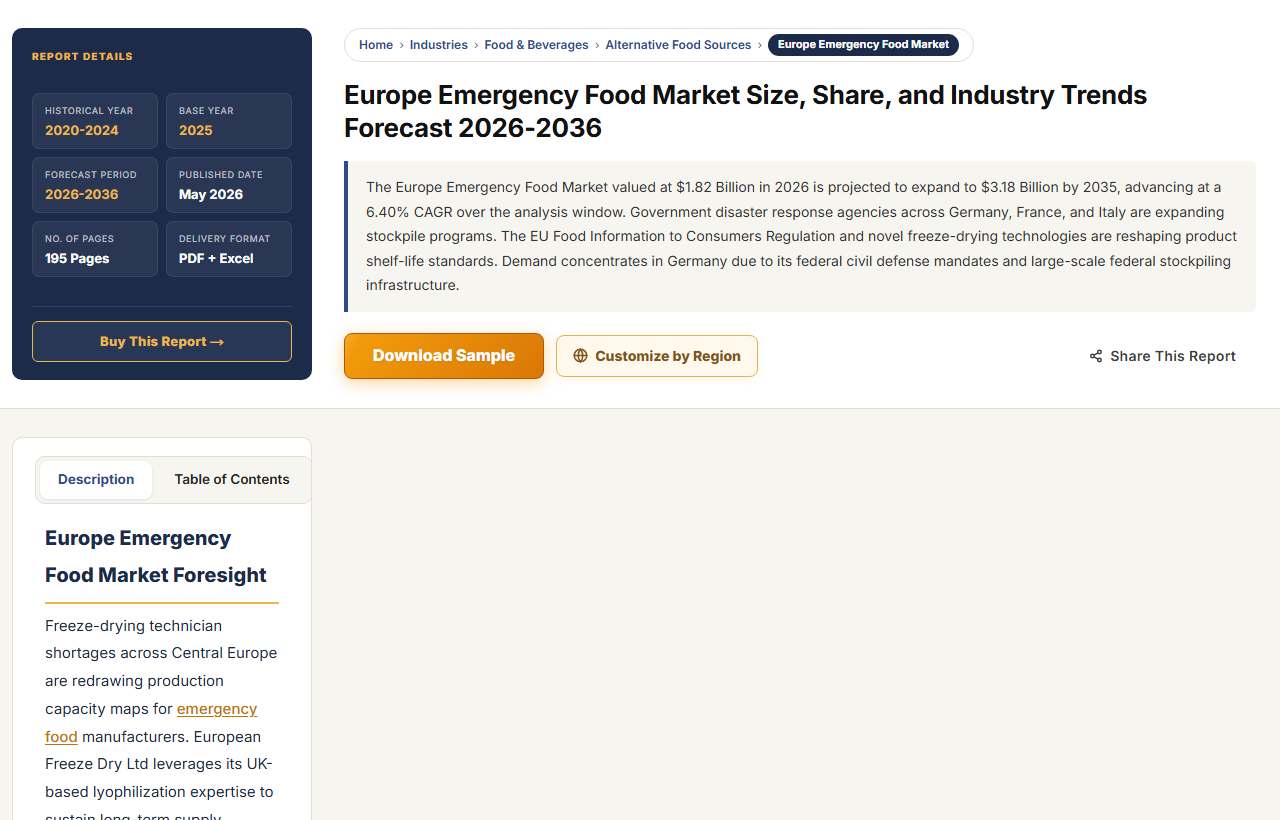 REPORT DETAILS
HISTORICAL YEAR
2020-2024
BASE YEAR
2025
FORECAST PERIOD
2026-2036
PUBLISHED DATE
May 2026
NO. OF PAGES
195 Pages
DELIVERY FORMAT
PDF + Excel
Buy This Report →
Home › Industries › Food & Beverages › Alternative Food Sources › Europe Emergency Food Market
Europe Emergency Food Market Size, Share, and Industry Trends
Forecast 2026-2036
The Europe Emergency Food Market valued at $1.82 Billion in 2026 is projected to expand to $3.18 Billion by 2035, advancing at a
6.40% CAGR over the analysis window. Government disaster response agencies across Germany, France, and Italy are expanding
stockpile programs. The EU Food Information to Consumers Regulation and novel freeze-drying technologies are reshaping product
shelf-life standards. Demand concentrates in Germany due to its federal civil defense mandates and large-scale federal stockpiling
infrastructure.
Download Sample
Customize by Region
Share This Report
Description
Table of Contents
Europe Emergency
Food Market Foresight
Freeze-drying technician
shortages across Central Europe
are redrawing production
capacity maps for emergency
food manufacturers. European
Freeze Dry Ltd leverages its UK-
based lyophilization expertise to
sustain long-term supply